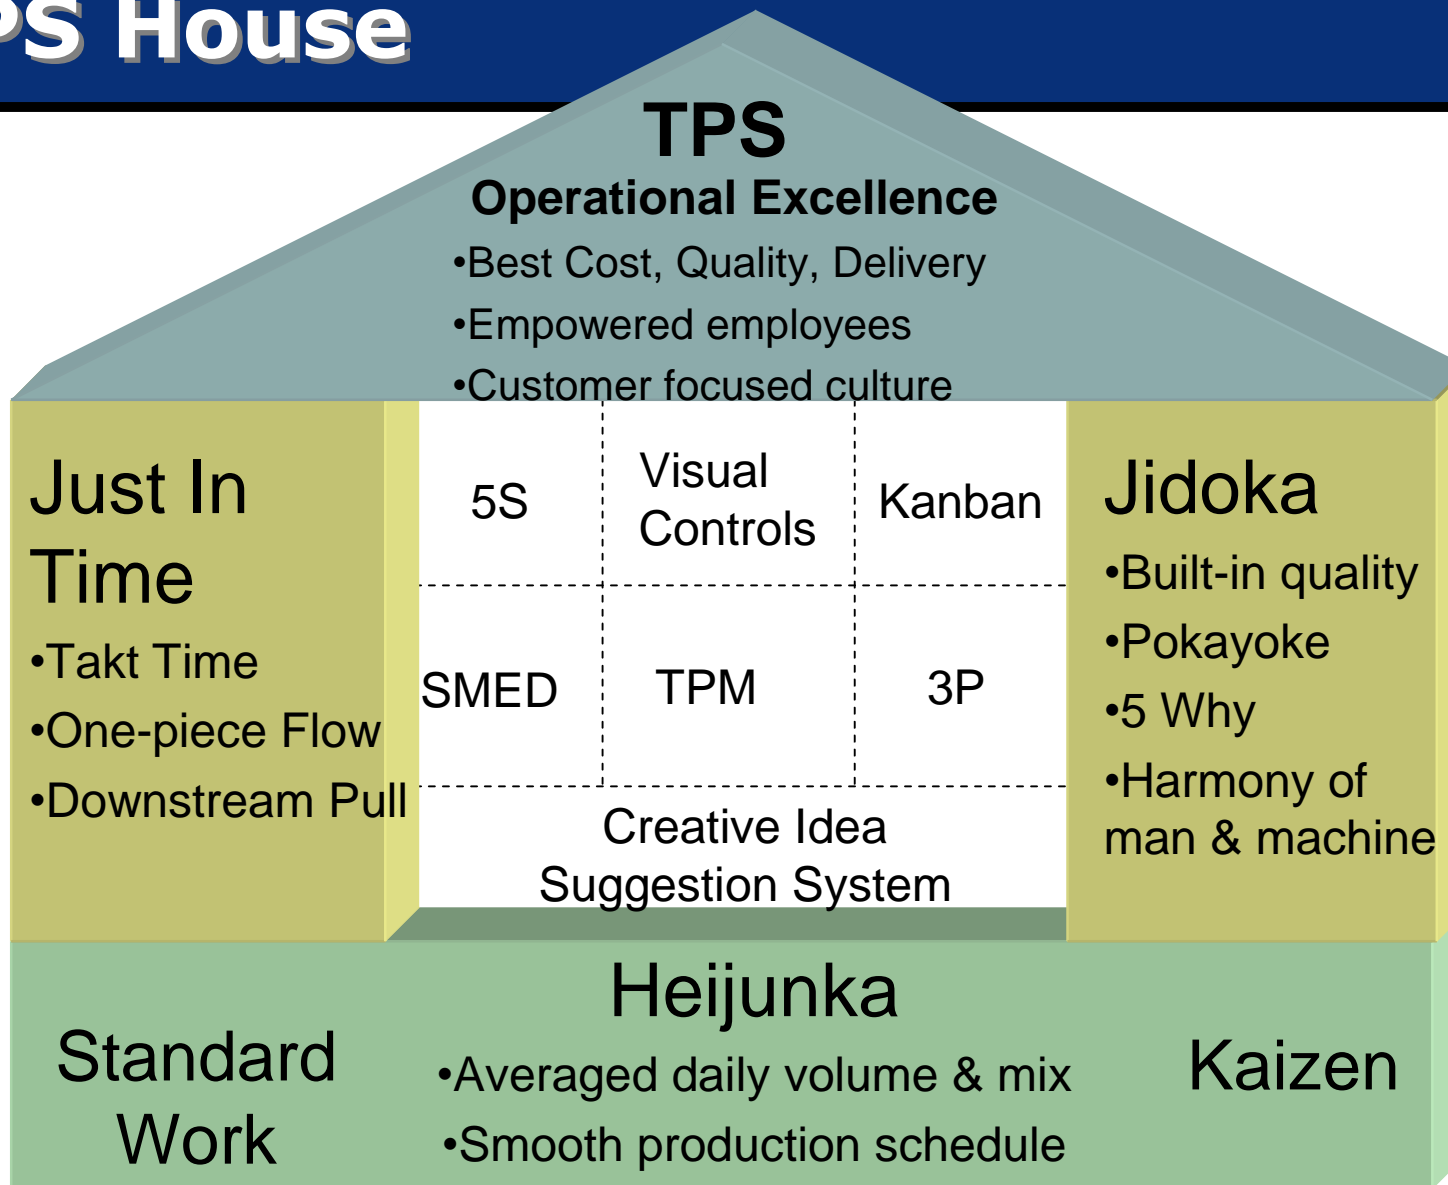 PS House
TPS
Operational Excellence
•Best Cost, Quality, Delivery
•Empowered employees
•Customer focused culture
Just In
Time
•Takt Time
•One-piece Flow
•Downstream Pull
5S
Visual
Controls
Kanban
SMED
TPM
3P
Creative Idea
Suggestion System
Jidoka
•Built-in quality
•Pokayoke
•5 Why
•Harmony of
man & machine
Standard
Work
Heijunka
•Averaged daily volume & mix
•Smooth production schedule
Kaizen